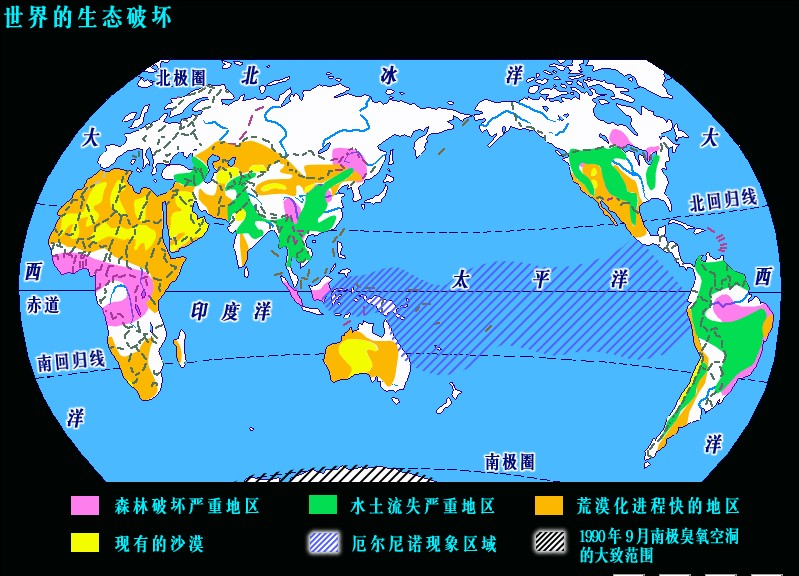 世界的生态破坏
北极圈
北 冰 洋
大
大
北回归线
西
太 平 洋
西
赤道
印 度 洋
南回归线
洋
洋
南极圈
森林破坏严重地区
水土流失严重地区
荒漠化进程快的地区
现有的沙漠
厄尔尼诺现象区域
1990年9月南极臭氧空洞
的大致范围